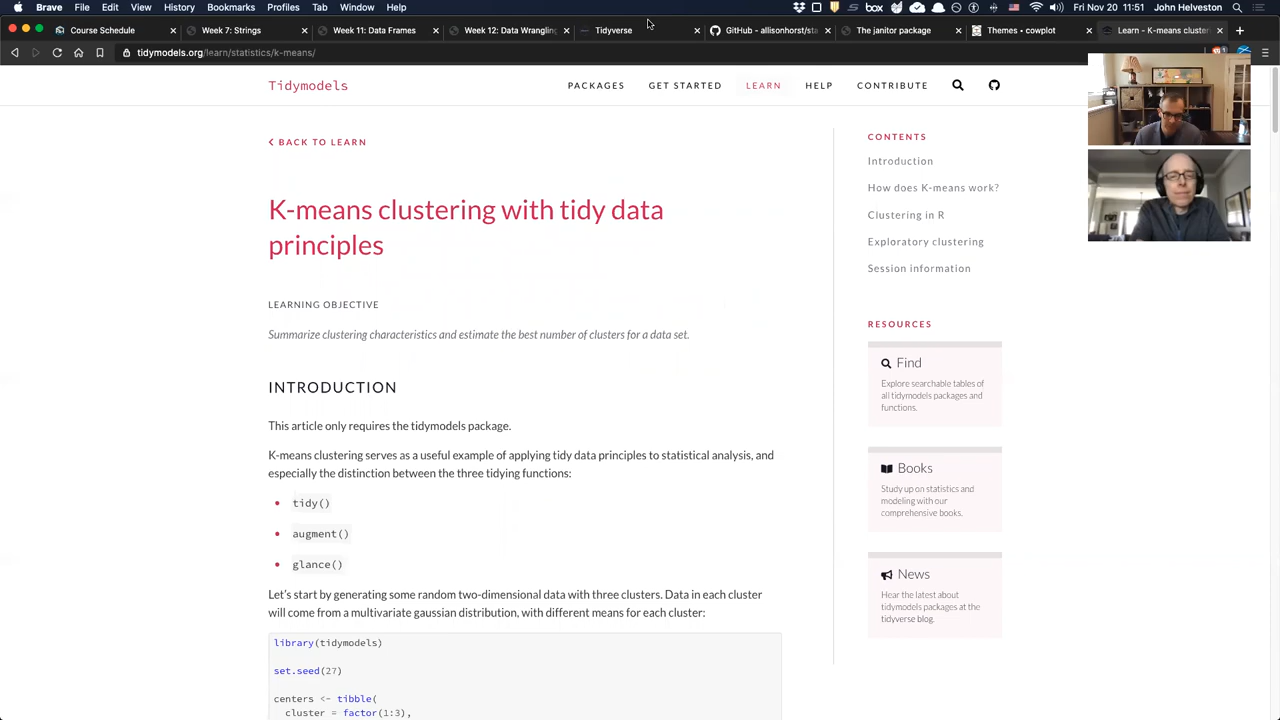 Brave Browser File Edit View History Bookmarks Profiles Tab Window Help
Nov 20 11:51 John Helveston
Course Schedule
Week 7: Strings
Week 11: Data Frames
Week 12: Data Wrangling
Tidyverse
GitHub - allisonhorst/sta
The janitor package
Themes • cowplot
Learn - K-means cluster
tidymodels.org/learn/statistics/k-means/
Tidymodels
PACKAGES GET STARTED LEARN HELP CONTRIBUTE
BACK TO LEARN
K-means clustering with tidy data
principles
LEARNING OBJECTIVE
Summarize clustering characteristics and estimate the best number of clusters for a data set.
INTRODUCTION
This article only requires the tidymodels package.
K-means clustering serves as a useful example of applying tidy data principles to statistical analysis, and
especially the distinction between the three tidying functions:
• tidy()
• augment()
• glance()
Let's start by generating some random two-dimensional data with three clusters. Data in each cluster
will come from a multivariate gaussian distribution, with different means for each cluster:
library(tidymodels)
set.seed(27)
centers <- tibble(
cluster = factor(1:3),
CONTENTS
Introduction
How does K-means work?
Clustering in R
Exploratory clustering
Session information
RESOURCES
Find
Explore searchable tables of
all tidymodels packages and
functions.
Books
Study up on statistics and
modeling with our
comprehensive books.
News
Hear the latest about
tidymodels packages at the
tidyverse blog.